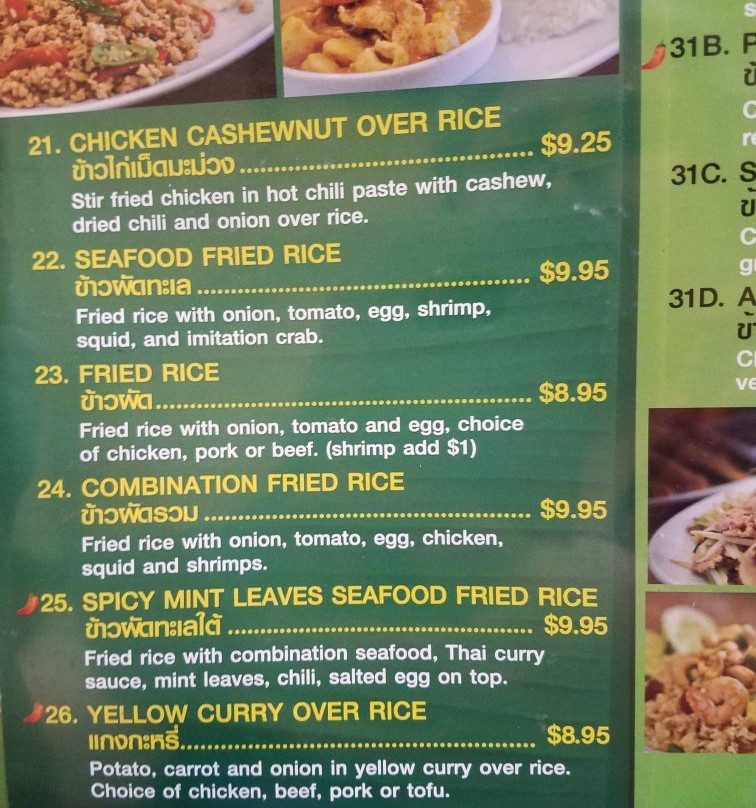 21. CHICKEN CASHEWNUT OVER RICE
ข้าวไก่เม็ดมะม่วง ........ $9.25
Stir fried chicken in hot chili paste with cashew,
dried chili and onion over rice.
22. SEAFOOD FRIED RICE
ข้าวผัดทะเล ........ $9.95
Fried rice with onion, tomato, egg, shrimp,
squid, and imitation crab.
23. FRIED RICE
ข้าวผัด ........ $8.95
Fried rice with onion, tomato and egg, choice
of chicken, pork or beef. (shrimp add $1)
24. COMBINATION FRIED RICE
ข้าวผัดรวม ........ $9.95
Fried rice with onion, tomato, egg, chicken,
squid and shrimps.
25. SPICY MINT LEAVES SEAFOOD FRIED RICE
ข้าวผัดทะเลใต้ ........ $9.95
Fried rice with combination seafood, Thai curry
sauce, mint leaves, chili, salted egg on top.
26. YELLOW CURRY OVER RICE
แกงกะหรี่ ........ $8.95
Potato, carrot and onion in yellow curry over rice.
Choice of chicken, beef, pork or tofu.
31B.
31C.
31D.